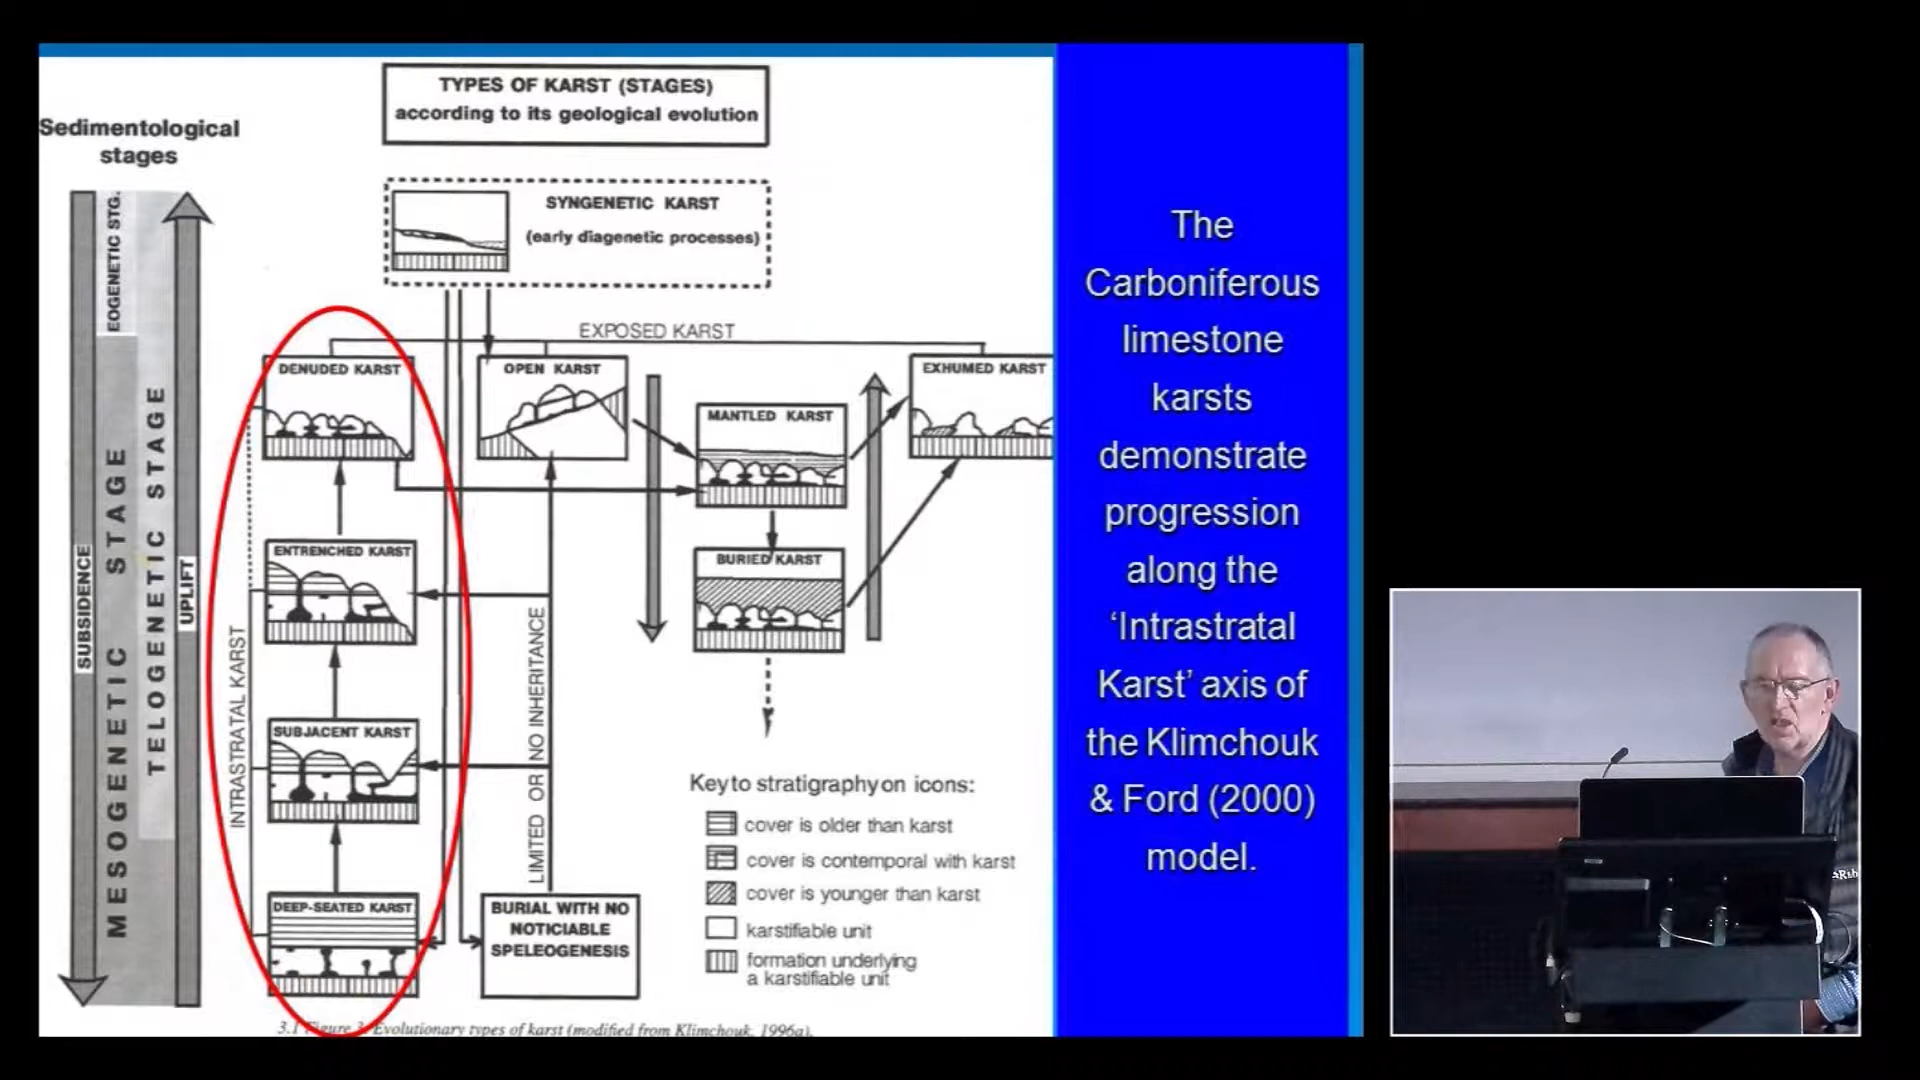 TYPES OF KARST (STAGES)
according to its geological evolution
Sedimentological
stages
SYNGENETIC KARST
(early diagenetic processes)
EOGENETIC STG.
MESOGENETIC STAGE
TELOGENETIC STAGE
SUBSIDENCE
UPLIFT
EXPOSED KARST
DENUDED KARST
OPEN KARST
EXHUMED KARST
MANTLED KARST
ENTRENCHED KARST
BURIED KARST
INTRASTRATAL KARST
SUBJACENT KARST
LIMITED OR NO INHERITANCE
DEEP-SEATED KARST
BURIAL WITH NO
NOTICIABLE
SPELEOGENESIS
Key to stratigraphy on icons:
cover is older than karst
cover is contemporal with karst
cover is younger than karst
karstifiable unit
formation underlying
a karstifiable unit
3.1 Figure 3. Evolutionary types of karst (modified from Klimchouk, 1996a).
The
Carboniferous
limestone
karsts
demonstrate
progression
along the
‘Intrastratal
Karst’ axis of
the Klimchouk
& Ford (2000)
model.